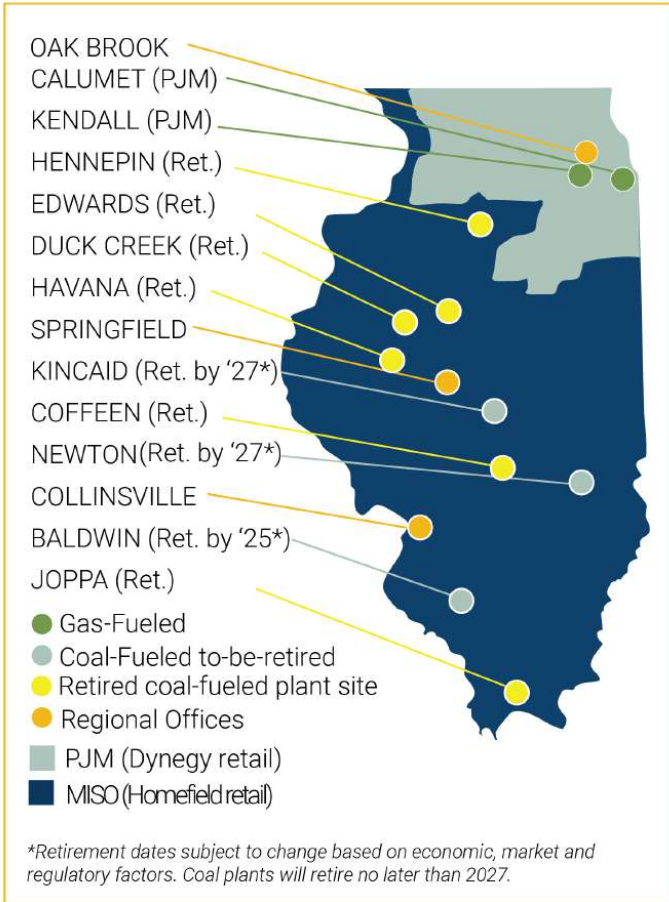 OAK BROOK
CALUMET (PJM)
KENDALL (PJM)
HENNEPIN (Ret.)
EDWARDS (Ret.)
DUCK CREEK (Ret.)
HAVANA (Ret.)
SPRINGFIELD
KINCAID (Ret. by ‘27*)
COFFEEN (Ret.)
NEWTON(Ret. by ‘27*)
COLLINSVILLE
BALDWIN (Ret. by ‘25*)
JOPPA (Ret.)
Gas-Fueled
Coal-Fueled to-be-retired
Retired coal-fueled plant site
Regional Offices
PJM (Dynegy retail)
MISO (Homefield retail)
*Retirement dates subject to change based on economic, market and
regulatory factors. Coal plants will retire no later than 2027.